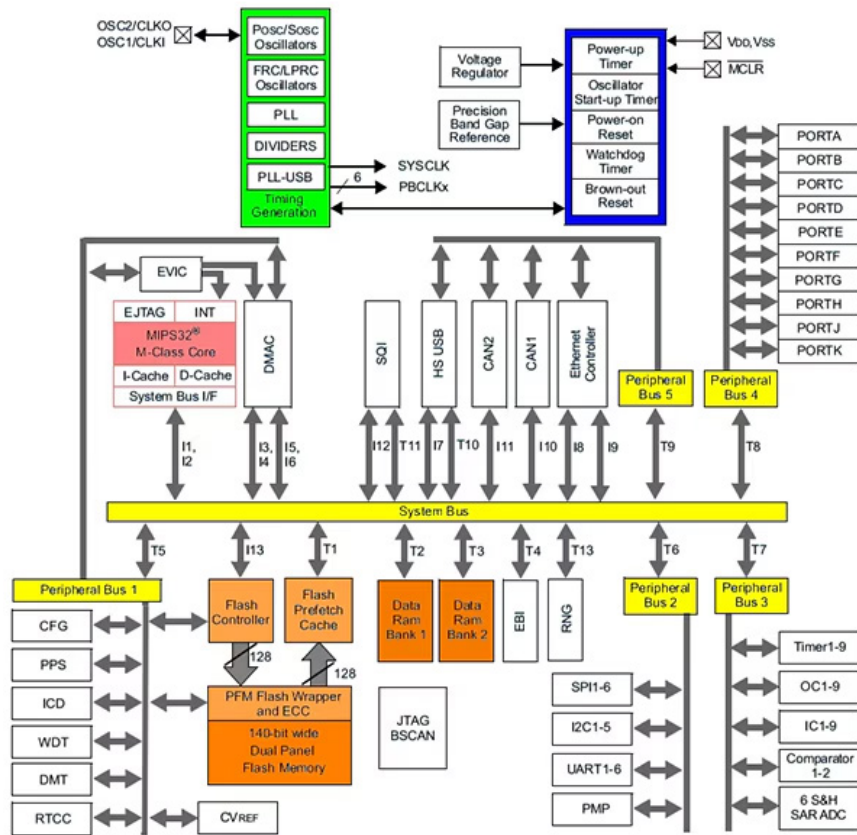 OSC2/CLKO
OSC1/CLKI
Posc/Sosc
Oscillators
FRC/LPRC
Oscillators
PLL
DIVIDERS
PLL-USB
Timing
Generation
6
SYSCLK
PBCLKx
Voltage
Regulator
Precision
Band Gap
Reference
Power-up
Timer
Oscillator
Start-up Timer
Power-on
Reset
Watchdog
Timer
Brown-out
Reset
VDD,VSS
MCLR
PORTA
PORTB
PORTC
PORTD
PORTE
PORTF
PORTG
PORTH
PORTJ
PORTK
EVIC
EJTAG
INT
MIPS32®
M-Class Core
I-Cache
D-Cache
System Bus I/F
DMAC
SQI
HS USB
CAN2
CAN1
Ethernet
Controller
Peripheral
Bus 5
Peripheral
Bus 4
I1,
I2
I3,
I4
I5,
I6
I12
T11
I7
T10
I11
I10
I8
I9
T9
T8
System Bus
T5
I13
T1
T2
T3
T4
T13
T6
T7
Peripheral Bus 1
Flash
Controller
Flash
Prefetch
Cache
Data
Ram
Bank 1
Data
Ram
Bank 2
EBI
RNG
Peripheral
Bus 2
Peripheral
Bus 3
CFG
PPS
ICD
WDT
DMT
RTCC
128
128
PFM Flash Wrapper
and ECC
140-bit wide
Dual Panel
Flash Memory
CVREF
JTAG
BSCAN
SPI1-6
I2C1-5
UART1-6
PMP
Timer1-9
OC1-9
IC1-9
Comparator
1-2
6 S&H
SAR ADC